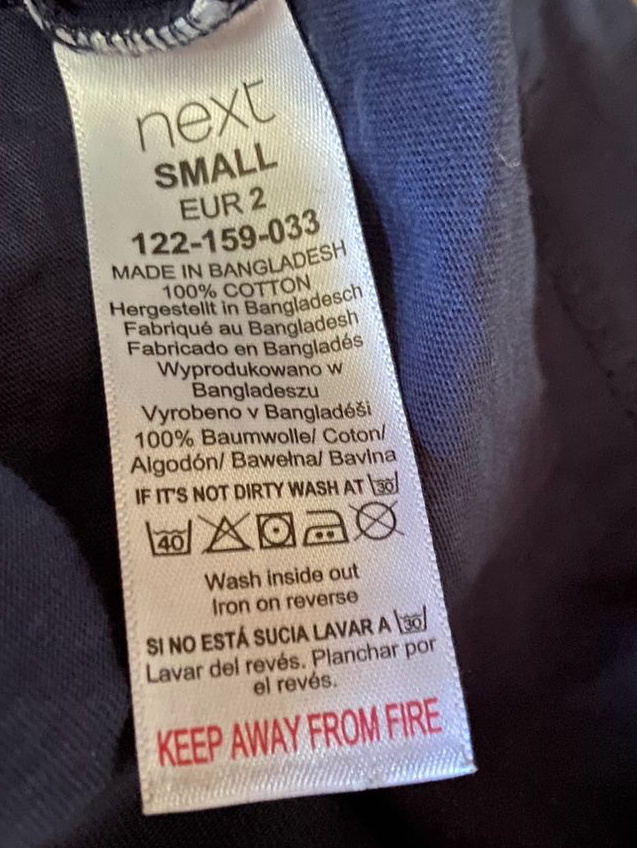 next
SMALL
EUR 2
122-159-033
MADE IN BANGLADESH
100% COTTON
Hergestellt in Bangladesch
Fabriqué au Bangladesh
Fabricado en Bangladés
Wyprodukowano w
Bangladeszu
Vyrobeno v Bangladéši
100% Baumwolle/ Coton/
Algodón/ Bawełna/ Bavlna
IF IT'S NOT DIRTY WASH AT 30
40
Wash inside out
Iron on reverse
SI NO ESTÁ SUCIA LAVAR A 30
Lavar del revés. Planchar por
el revés.
KEEP AWAY FROM FIRE